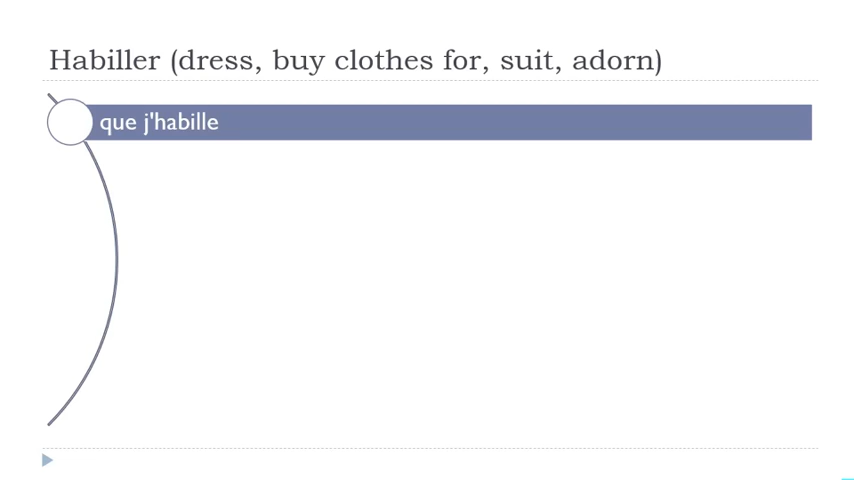 Habiller (dress, buy clothes for, suit, adorn)
que j'habille